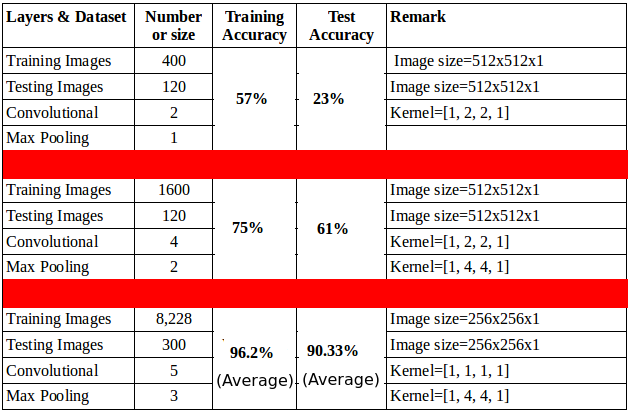 Layers & Dataset Number or size Training Accuracy Test Accuracy Remark
Training Images 400 Image size=512x512x1
Testing Images 120 Image size=512x512x1
57% 23%
Convolutional 2 Kernel=[1, 2, 2, 1]
Max Pooling 1
Training Images 1600 Image size=512x512x1
Testing Images 120 Image size=512x512x1
75% 61%
Convolutional 4 Kernel=[1, 2, 2, 1]
Max Pooling 2 Kernel=[1, 4, 4, 1]
Training Images 8,228 Image size=256x256x1
Testing Images 300 Image size=256x256x1
96.2% 90.33%
Convolutional 5 Kernel=[1, 1, 1, 1]
(Average) (Average)
Max Pooling 3 Kernel=[1, 4, 4, 1]